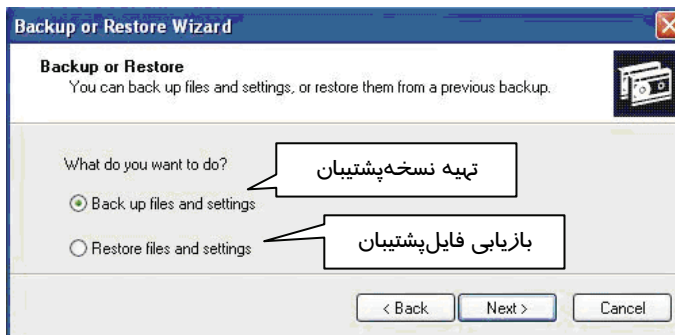 Backup or Restore Wizard
Backup or Restore
You can back up files and settings, or restore them from a previous backup.
What do you want to do?
تهیه نسخه‌پشتیبان
Back up files and settings
بازیابی فایل‌پشتیبان
Restore files and settings
< Back
Next >
Cancel